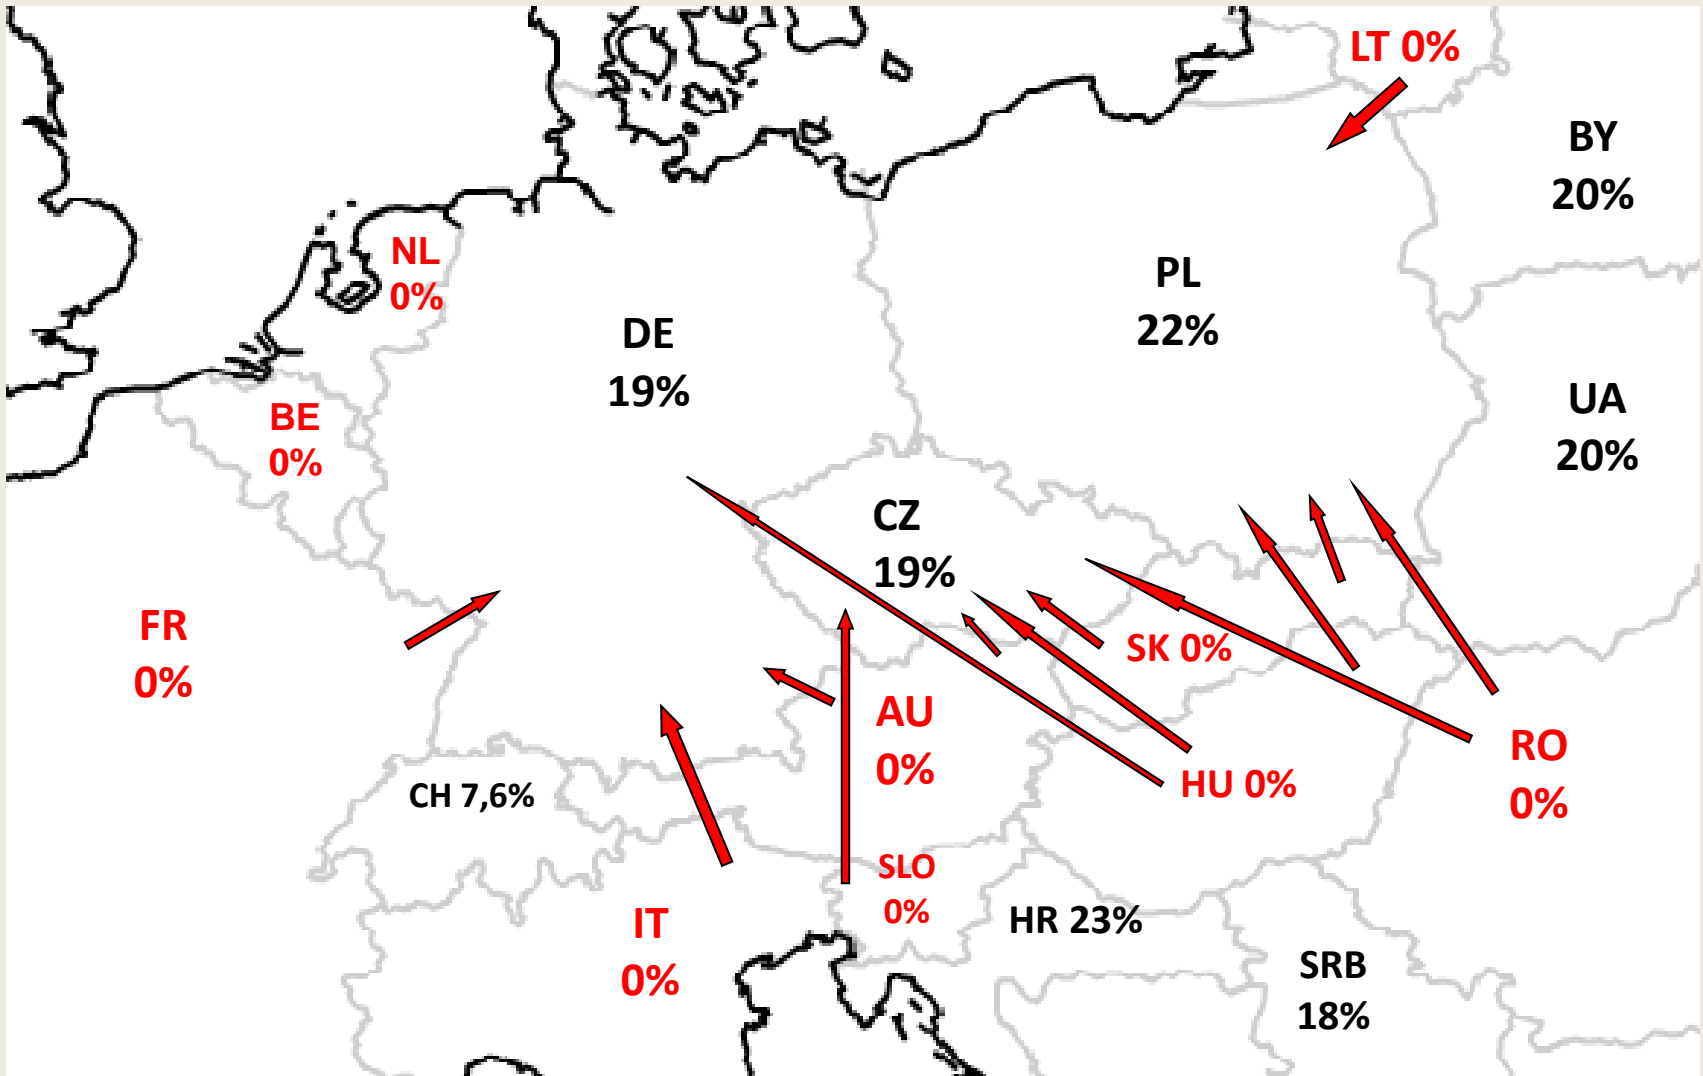 LT 0%
BY
20%
NL
0%
PL
22%
DE
19%
UA
20%
BE
0%
CZ
19%
FR
0%
SK 0%
AU
0%
RO
0%
HU 0%
CH 7,6%
SLO
0%
IT
0%
HR 23%
SRB
18%